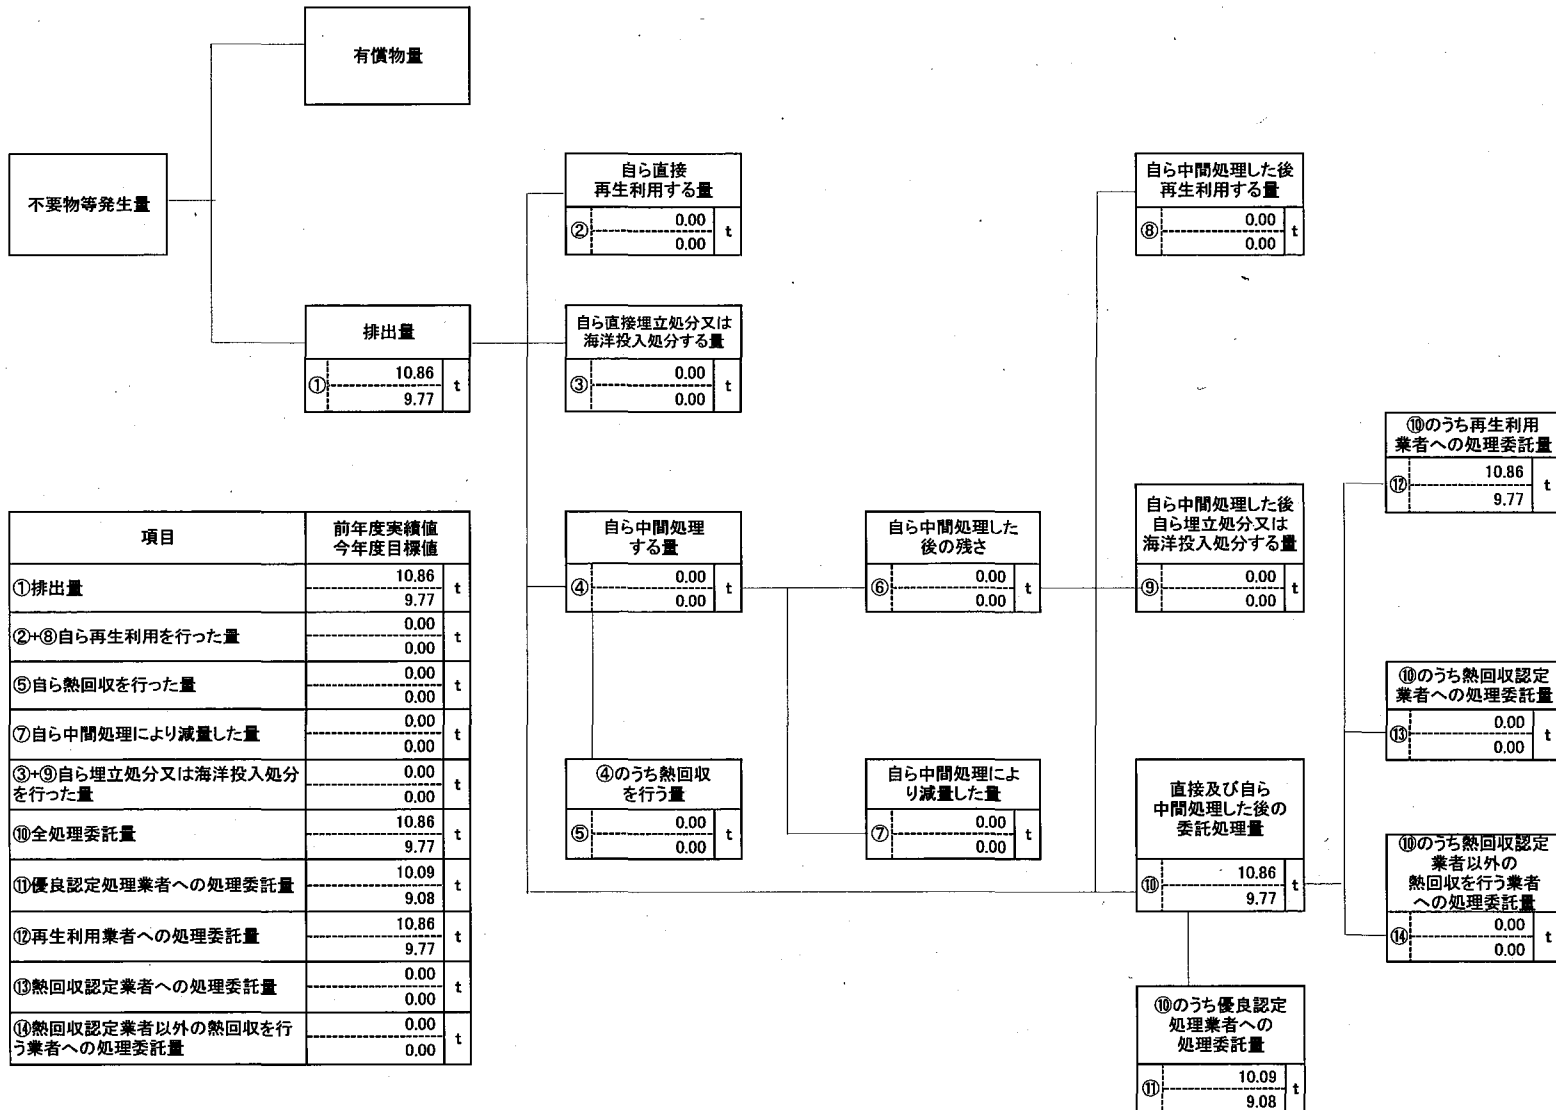 有償物量
不要物等発生量
排出量
①
10.86
9.77
t
自ら直接
再生利用する量
②
0.00
0.00
t
自ら直接埋立処分又は
海洋投入処分する量
③
0.00
0.00
t
自ら中間処理
する量
④
0.00
0.00
t
④のうち熱回収
を行う量
⑤
0.00
0.00
t
自ら中間処理した
後の残さ
⑥
0.00
0.00
t
自ら中間処理によ
り減量した量
⑦
0.00
0.00
t
自ら中間処理した後
再生利用する量
⑧
0.00
0.00
t
自ら中間処理した後
自ら埋立処分又は
海洋投入処分する量
⑨
0.00
0.00
t
直接及び自ら
中間処理した後の
委託処理量
⑩
10.86
9.77
t
⑩のうち優良認定
処理業者への
処理委託量
⑪
10.09
9.08
t
⑩のうち再生利用
業者への処理委託量
⑫
10.86
9.77
t
⑩のうち熱回収認定
業者への処理委託量
⑬
0.00
0.00
t
⑩のうち熱回収認定
業者以外の
熱回収を行う業者
への処理委託量
⑭
0.00
0.00
t
項目
前年度実績値
今年度目標値
①排出量
10.86
9.77
t
②+⑧自ら再生利用を行った量
0.00
0.00
t
⑤自ら熱回収を行った量
0.00
0.00
t
⑦自ら中間処理により減量した量
0.00
0.00
t
③+⑨自ら埋立処分又は海洋投入処分
を行った量
0.00
0.00
t
⑩全処理委託量
10.86
9.77
t
⑪優良認定処理業者への処理委託量
10.09
9.08
t
⑫再生利用業者への処理委託量
10.86
9.77
t
⑬熱回収認定業者への処理委託量
0.00
0.00
t
⑭熱回収認定業者以外の熱回収を行
う業者への処理委託量
0.00
0.00
t